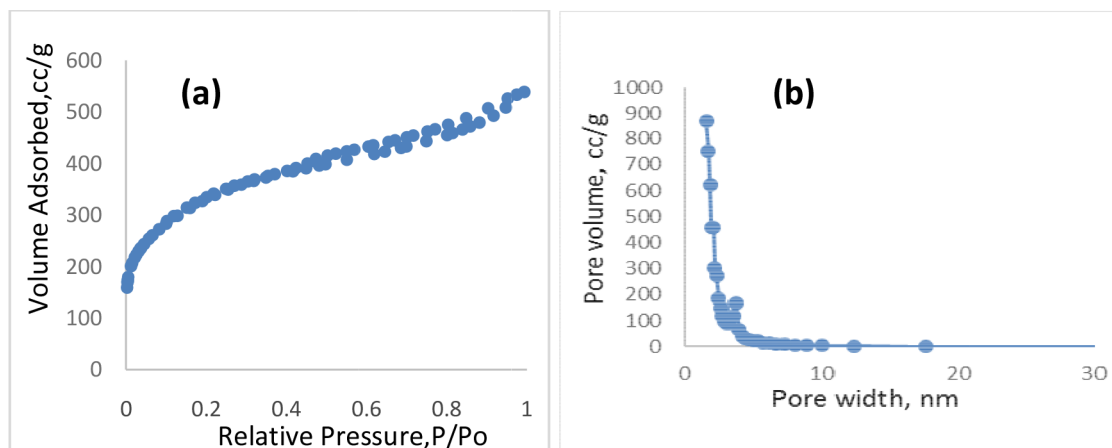 (a)
Volume Adsorbed,cc/g
600
500
400
300
200
100
0
0 0.2 0.4 0.6 0.8 1
Relative Pressure,P/Po
(b)
Pore volume, cc/g
1000
900
800
700
600
500
400
300
200
100
0
0 10 20 30
Pore width, nm